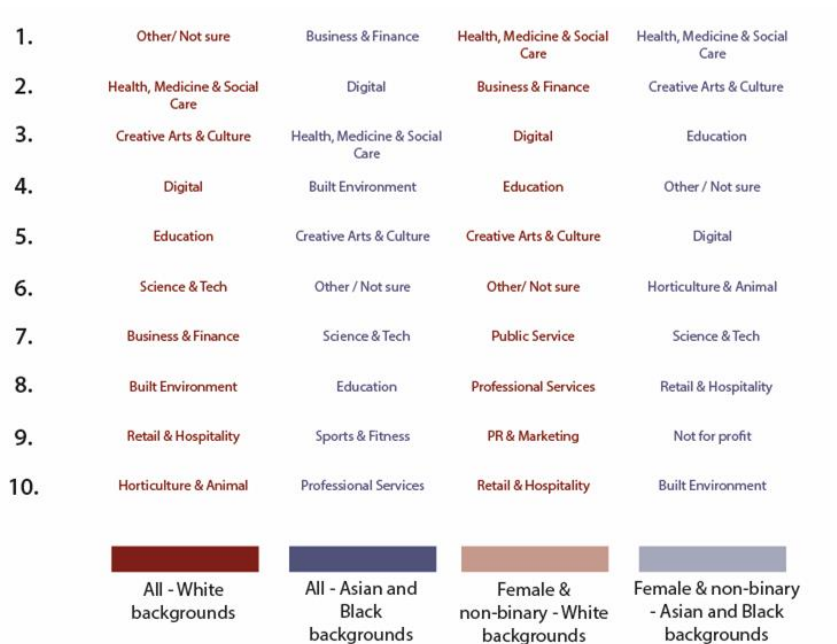 1. Other/ Not sure Business & Finance Health, Medicine & Social Care Health, Medicine & Social Care
2. Health, Medicine & Social Care Digital Business & Finance Creative Arts & Culture
3. Creative Arts & Culture Health, Medicine & Social Care Digital Education
4. Digital Built Environment Education Other / Not sure
5. Education Creative Arts & Culture Creative Arts & Culture Digital
6. Science & Tech Other / Not sure Other/ Not sure Horticulture & Animal
7. Business & Finance Science & Tech Public Service Science & Tech
8. Built Environment Education Professional Services Retail & Hospitality
9. Retail & Hospitality Sports & Fitness PR & Marketing Not for profit
10. Horticulture & Animal Professional Services Retail & Hospitality Built Environment
All - White
backgrounds
All - Asian and
Black
backgrounds
Female &
non-binary - White
backgrounds
Female & non-binary
- Asian and Black
backgrounds